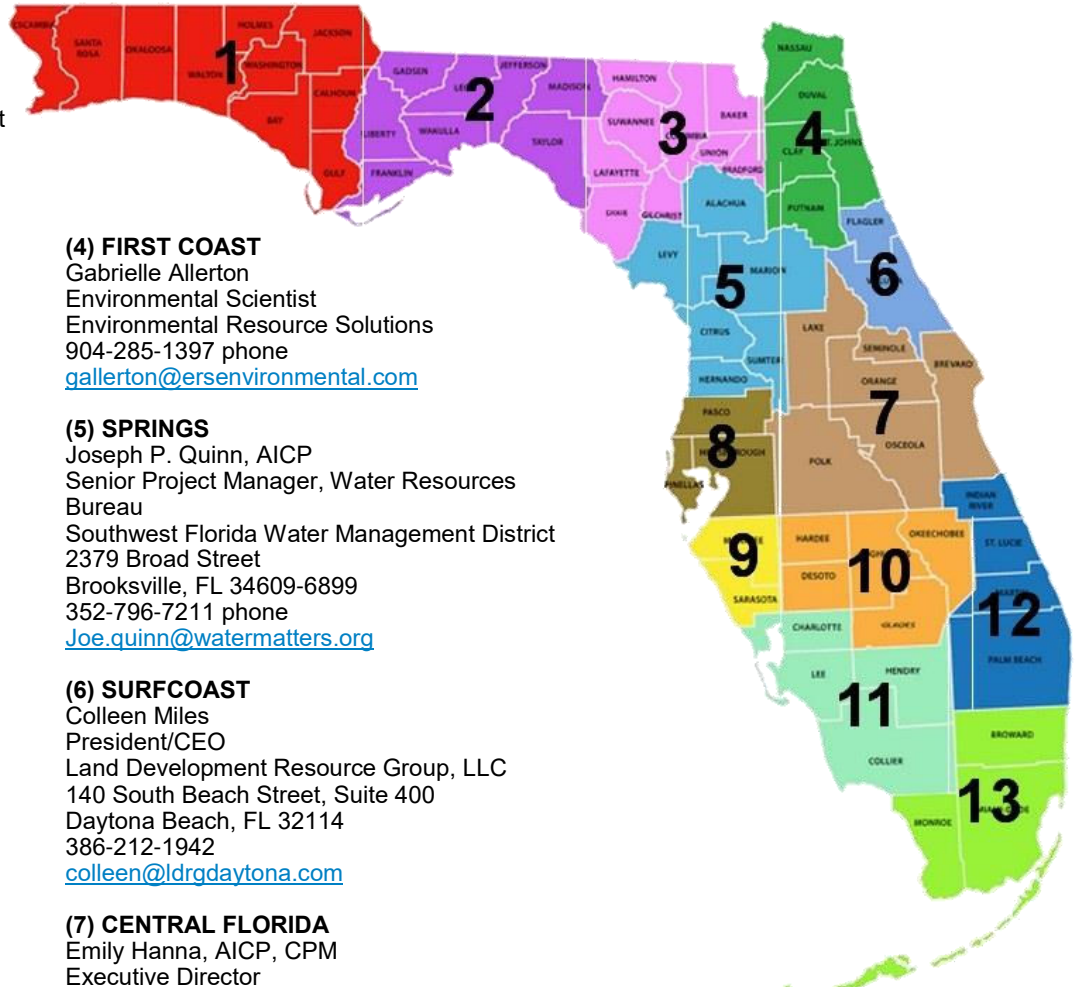 SANTA
ROSA
OKALOOSA
WALTON
HOLMES
WASHINGTON
JACKSON
CALHOUN
BAY
GULF
1
GADSEN
JEFFERSON
MADISON
LIBERTY
WAKULLA
TAYLOR
FRANKLIN
2
HAMILTON
SUWANNEE
BAKER
UNION
BRADFORD
LAFAYETTE
DIXIE
GILCHRIST
3
NASSAU
DUVAL
CLAY
PUTNAM
4
t
(4) FIRST COAST
Gabrielle Allerton
Environmental Scientist
Environmental Resource Solutions
904-285-1397 phone
gallerton@ersenvironmental.com
(5) SPRINGS
Joseph P. Quinn, AICP
Senior Project Manager, Water Resources
Bureau
Southwest Florida Water Management District
2379 Broad Street
Brooksville, FL 34609-6899
352-796-7211 phone
Joe.quinn@watermatters.org
(6) SURFCOAST
Colleen Miles
President/CEO
Land Development Resource Group, LLC
140 South Beach Street, Suite 400
Daytona Beach, FL 32114
386-212-1942
colleen@ldrgdaytona.com
(7) CENTRAL FLORIDA
Emily Hanna, AICP, CPM
Executive Director
ALACHUA
LEVY
MARION
CITRUS
SUMTER
HERNANDO
5
FLAGLER
6
LAKE
SEMINOLE
ORANGE
BREVARD
OSCEOLA
POLK
7
PASCO
PINELLAS
8
SARASOTA
9
HARDEE
OKEECHOBEE
DESOTO
GLADES
10
CHARLOTTE
LEE
HENDRY
COLLIER
11
INDIAN
RIVER
ST. LUCIE
PALM BEACH
12
BROWARD
MONROE
13